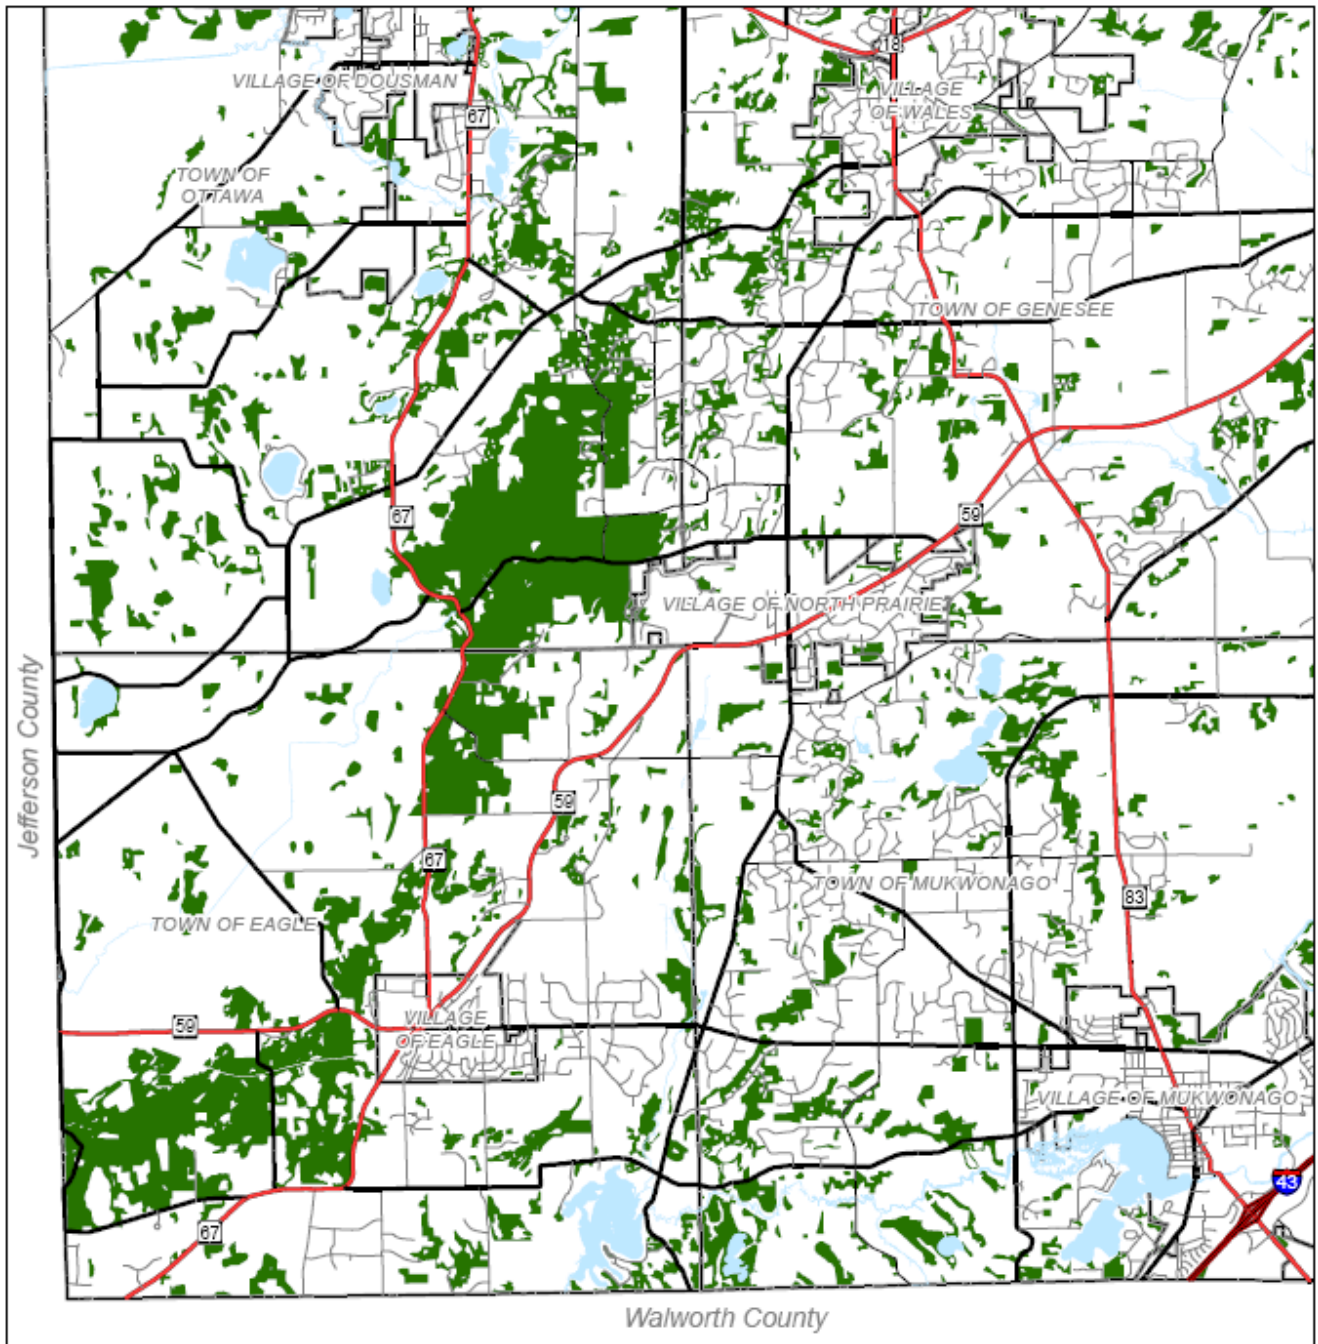 18
VILLAGE OF DOUSMAN
VILLAGE
OF WALES
67
TOWN OF
OTTAWA
TOWN OF GENESEE
67
59
VILLAGE OF NORTH PRAIRIE
Jefferson County
59
67
TOWN OF MUKWONAGO
83
TOWN OF EAGLE
59
VILLAGE
OF EAGLE
VILLAGE OF MUKWONAGO
43
67
Walworth County